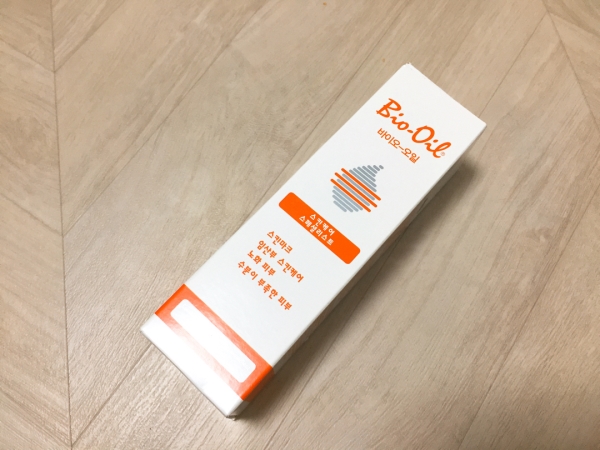 Bio-Oil®
바이오-오일
스킨케어
스페셜리스트
스킨마크
임산부 스킨케어
노화 피부
수분이 부족한 피부